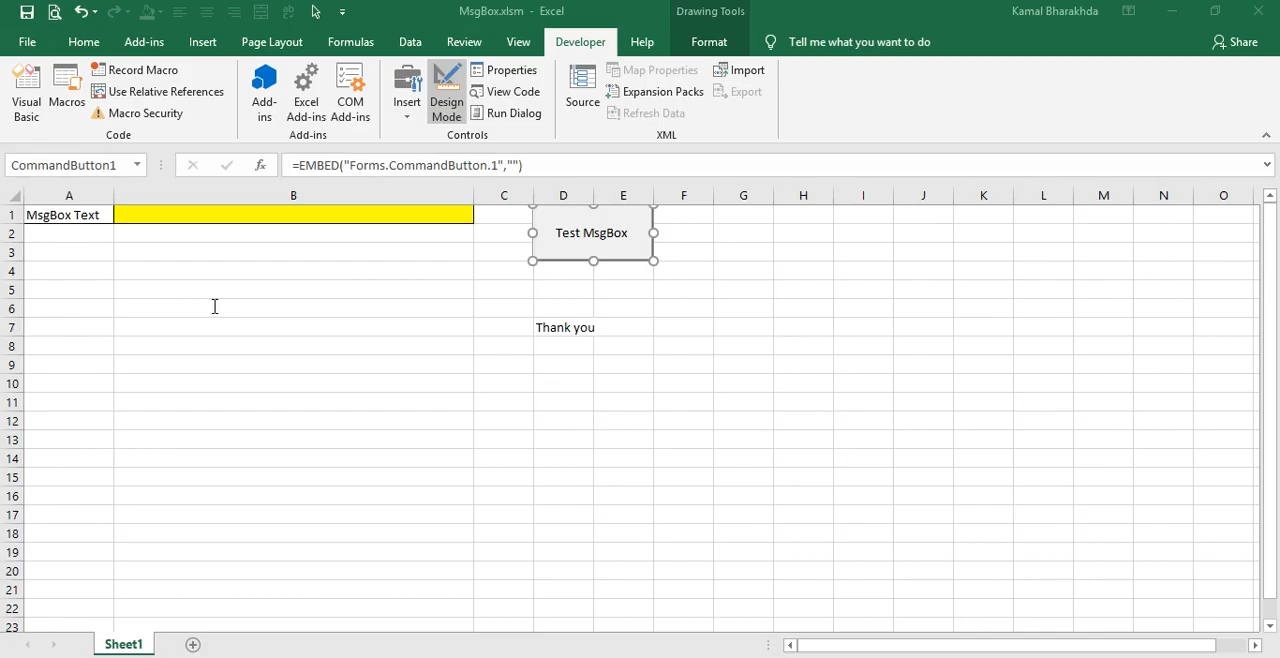 MsgBox.xlsm - Excel
Drawing Tools
Kamal Bharakhda
File Home Add-ins Insert Page Layout Formulas Data Review View Developer Help Format Tell me what you want to do Share
Visual Basic
Macros
Record Macro
Use Relative References
Macro Security
Code
Add-ins
Excel Add-ins
COM Add-ins
Add-ins
Insert
Design Mode
Properties
View Code
Run Dialog
Controls
Source
Map Properties
Expansion Packs
Refresh Data
Import
Export
XML
CommandButton1
fx
=EMBED("Forms.CommandButton.1","")
A B C D E F G H I J K L M N O
1 MsgBox Text
Test MsgBox
2
3
4
5
6
7 Thank you
8
9
10
11
12
13
14
15
16
17
18
19
20
21
22
23
Sheet1